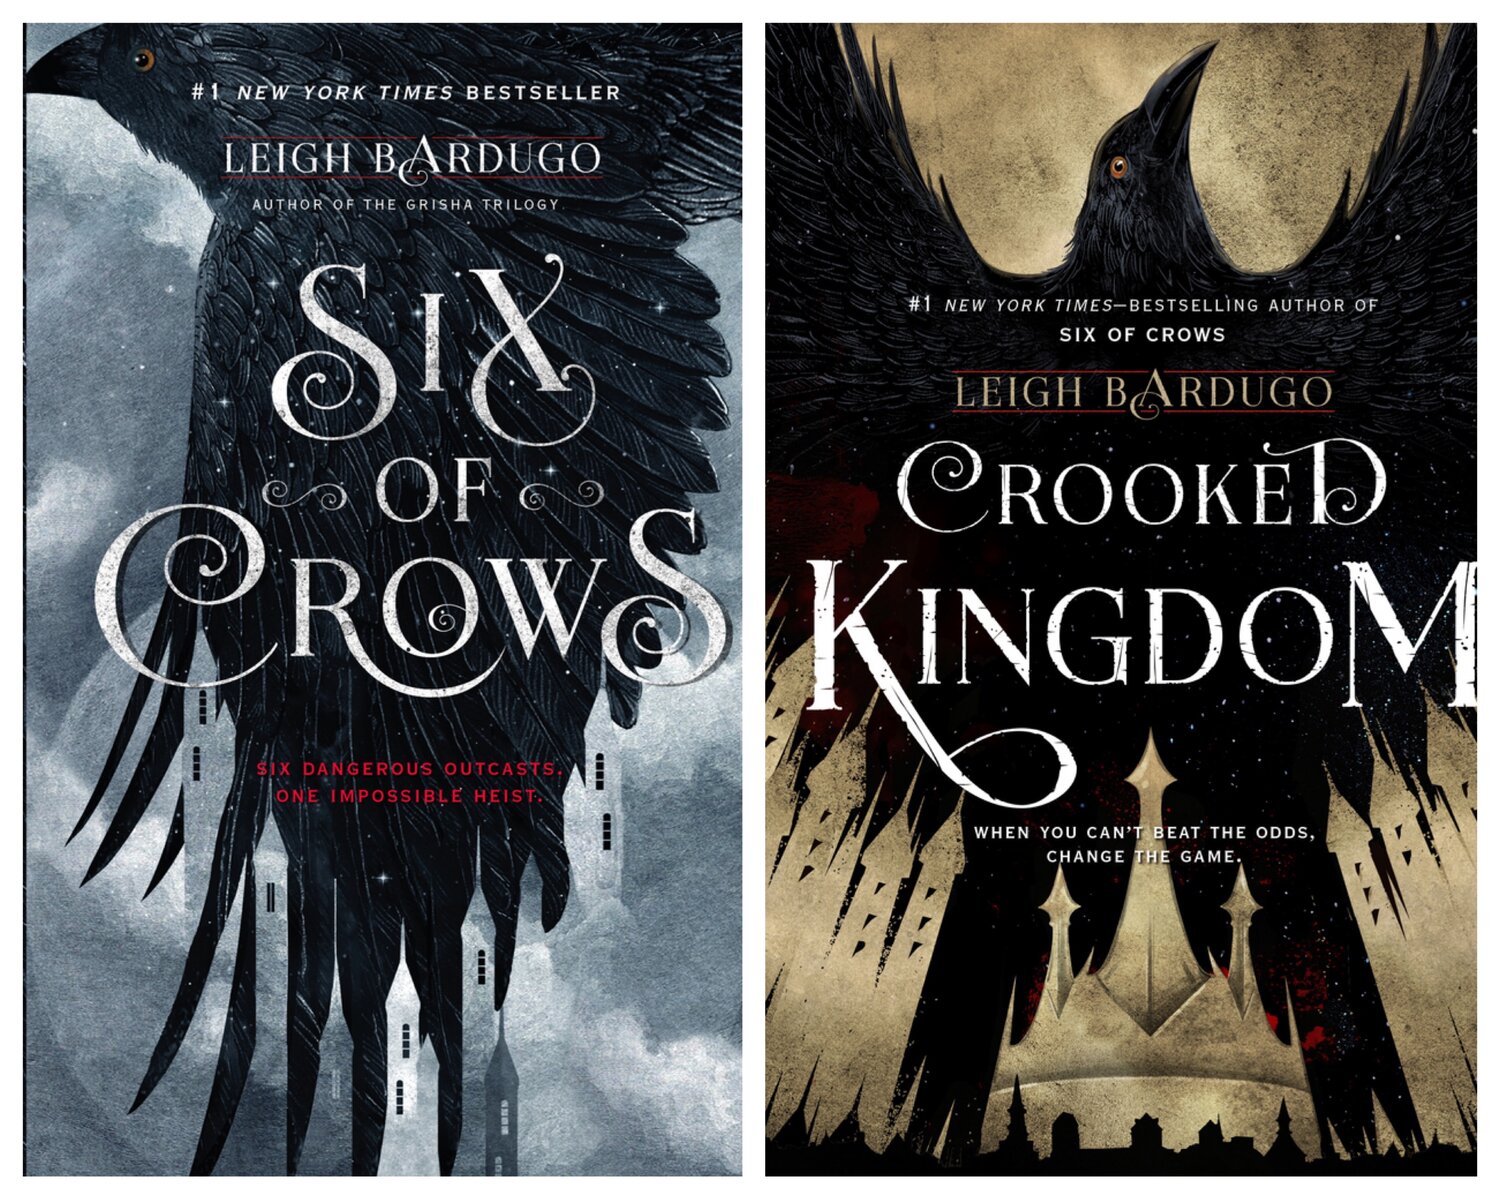 #1 NEW YORK TIMES BESTSELLER
LEIGH BARDUGO
AUTHOR OF THE GRISHA TRILOGY
SIX
OF
CROWS
SIX DANGEROUS OUTCASTS.
ONE IMPOSSIBLE HEIST.
#1 NEW YORK TIMES—BESTSELLING AUTHOR OF
SIX OF CROWS
LEIGH BARDUGO
CROOKED
KINGDOM
WHEN YOU CAN'T BEAT THE ODDS,
CHANGE THE GAME.